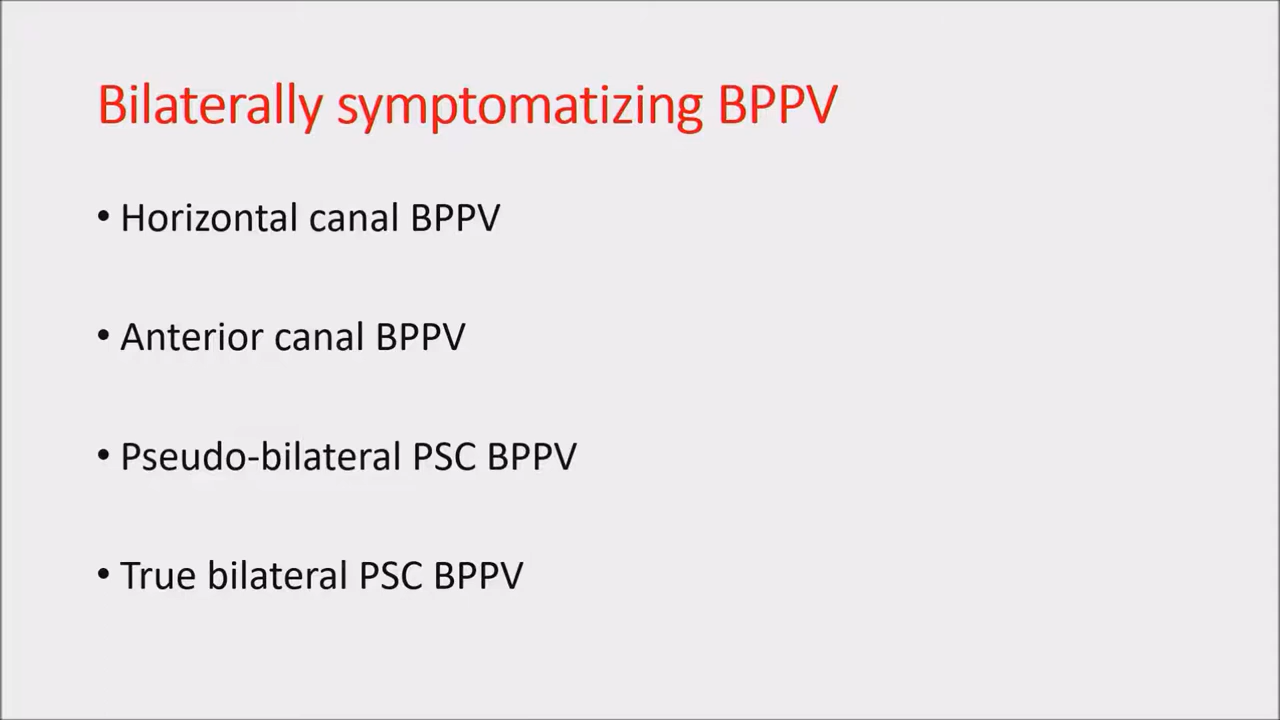 Bilaterally symptomatizing BPPV
• Horizontal canal BPPV
• Anterior canal BPPV
• Pseudo-bilateral PSC BPPV
• True bilateral PSC BPPV